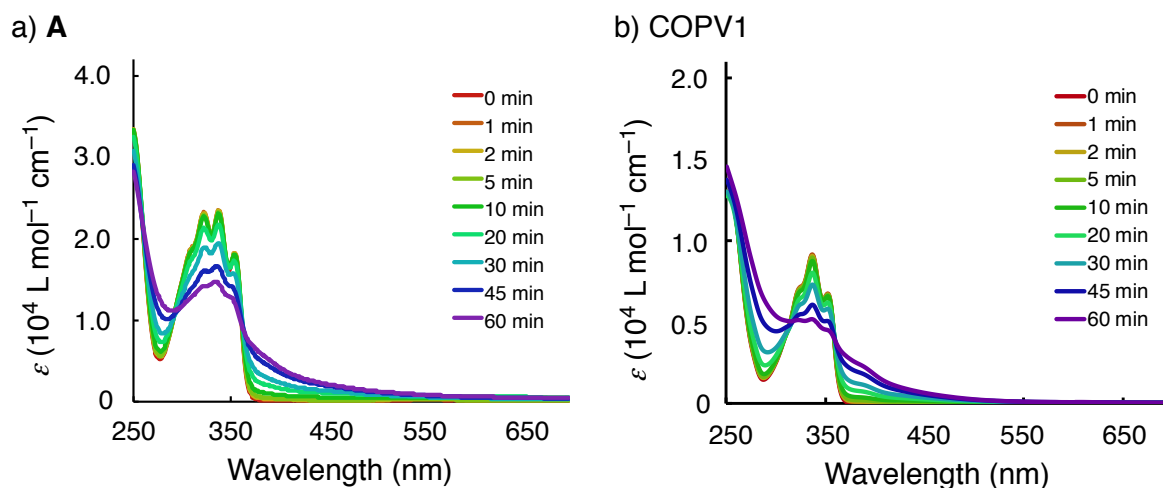 a) A
4.0
3.0
2.0
1.0
0
250
350
450
550
650
ε (10⁴ L mol⁻¹ cm⁻¹)
Wavelength (nm)
0 min
1 min
2 min
5 min
10 min
20 min
30 min
45 min
60 min
b) COPV1
2.0
1.5
1.0
0.5
0
250
350
450
550
650
ε (10⁴ L mol⁻¹ cm⁻¹)
Wavelength (nm)
0 min
1 min
2 min
5 min
10 min
20 min
30 min
45 min
60 min